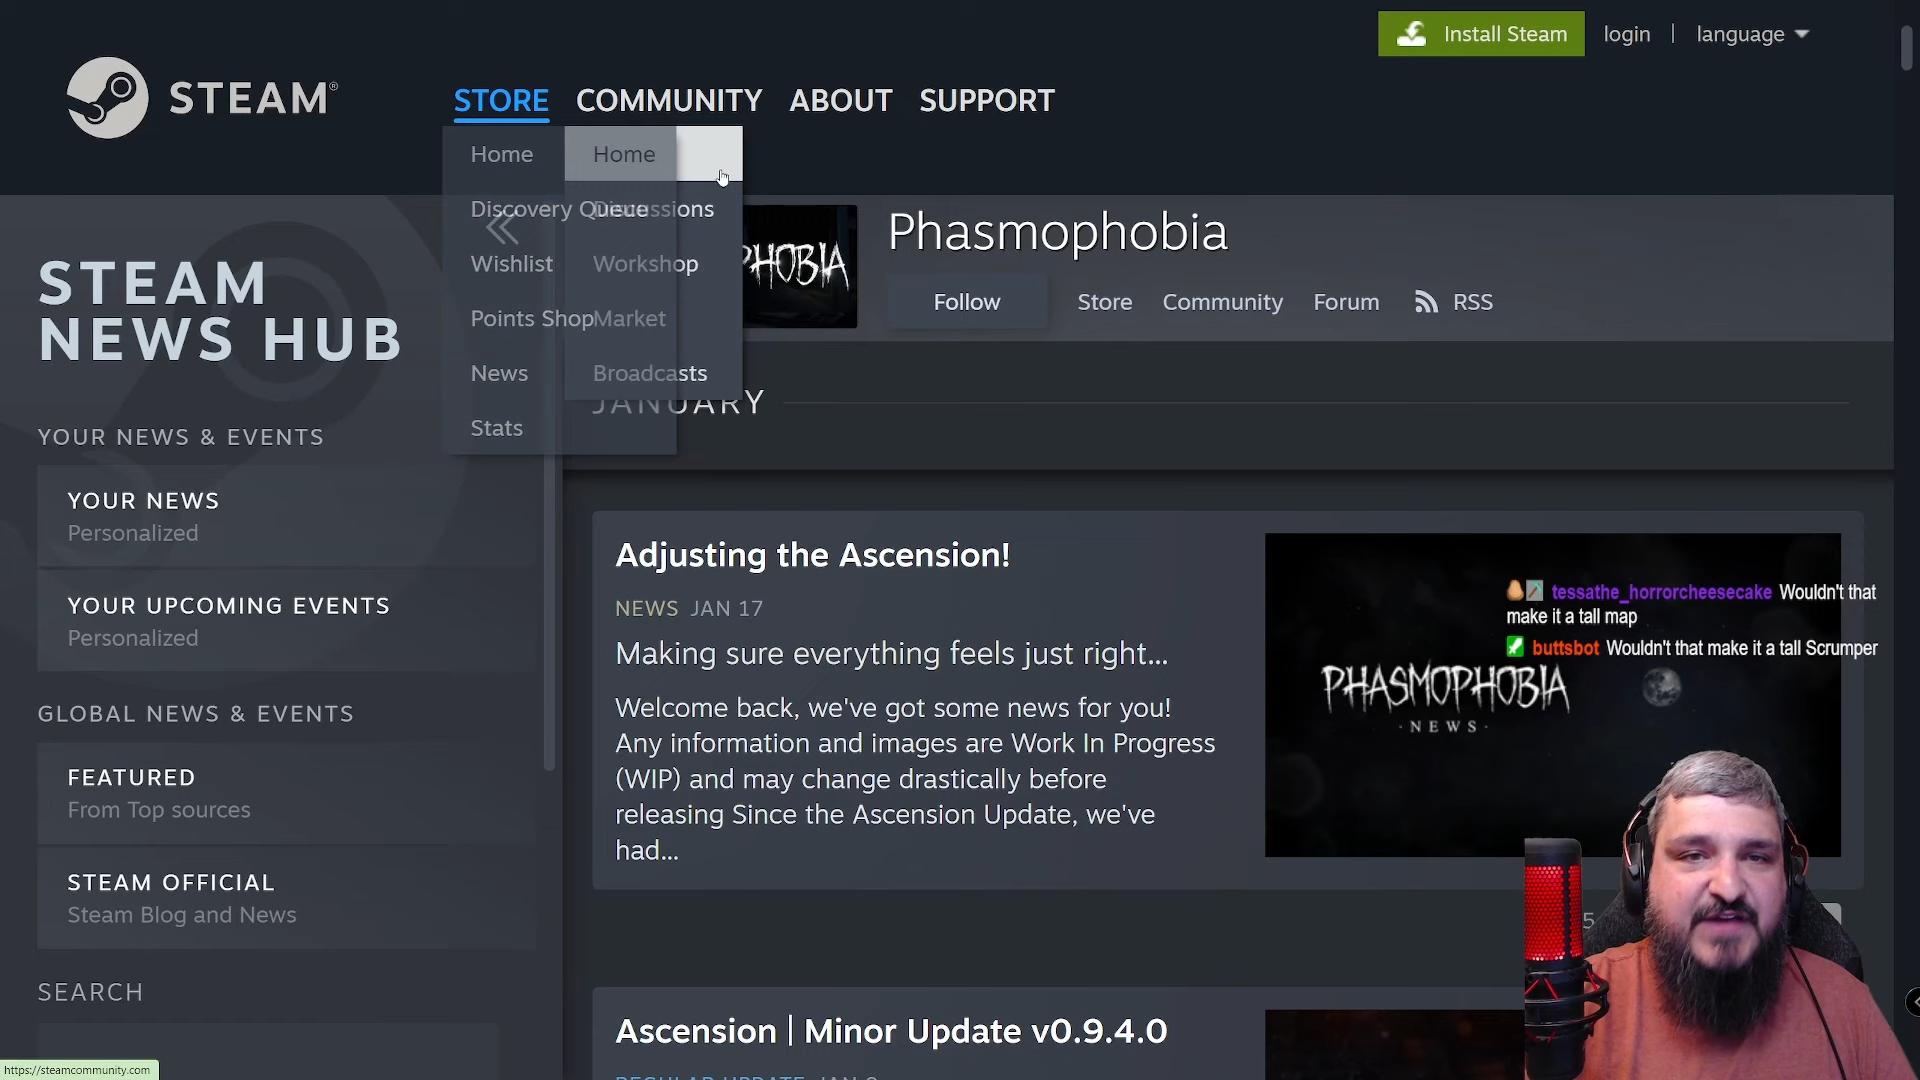 Install Steam
login
language
STEAM®
STORE
COMMUNITY
ABOUT
SUPPORT
Home
Discovery Queue
Wishlist
Points Shop
News
Stats
Home
Discussions
Workshop
Market
Broadcasts
PHOBIA
Phasmophobia
Follow
Store
Community
Forum
RSS
STEAM
NEWS HUB
YOUR NEWS & EVENTS
YOUR NEWS
Personalized
YOUR UPCOMING EVENTS
Personalized
GLOBAL NEWS & EVENTS
FEATURED
From Top sources
STEAM OFFICIAL
Steam Blog and News
SEARCH
JANUARY
Adjusting the Ascension!
NEWS JAN 17
Making sure everything feels just right...
Welcome back, we've got some news for you!
Any information and images are Work In Progress
(WIP) and may change drastically before
releasing Since the Ascension Update, we've
had...
tessathe_horrorcheesecake Wouldn't that
make it a tall map
buttsbot Wouldn't that make it a tall Scrumper
PHASMOPHOBIA
NEWS
Ascension | Minor Update v0.9.4.0
https://steamcommunity.com